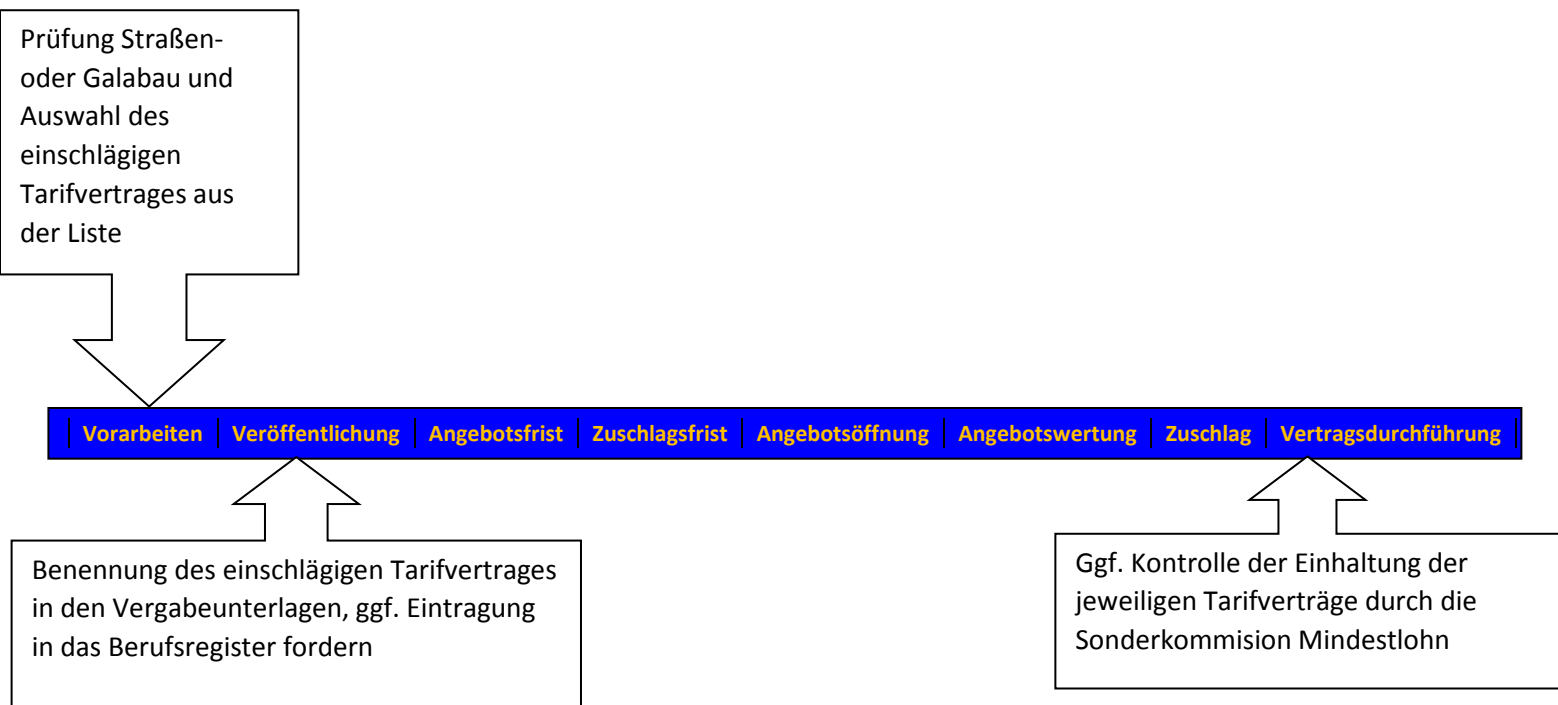 Prüfung Straßen-
oder Galabau und
Auswahl des
einschlägigen
Tarifvertrages aus
der Liste
Vorarbeiten Veröffentlichung Angebotsfrist Zuschlagsfrist Angebotsöffnung Angebotswertung Zuschlag Vertragsdurchführung
Benennung des einschlägigen Tarifvertrages
in den Vergabeunterlagen, ggf. Eintragung
in das Berufsregister fordern
Ggf. Kontrolle der Einhaltung der
jeweiligen Tarifverträge durch die
Sonderkommision Mindestlohn